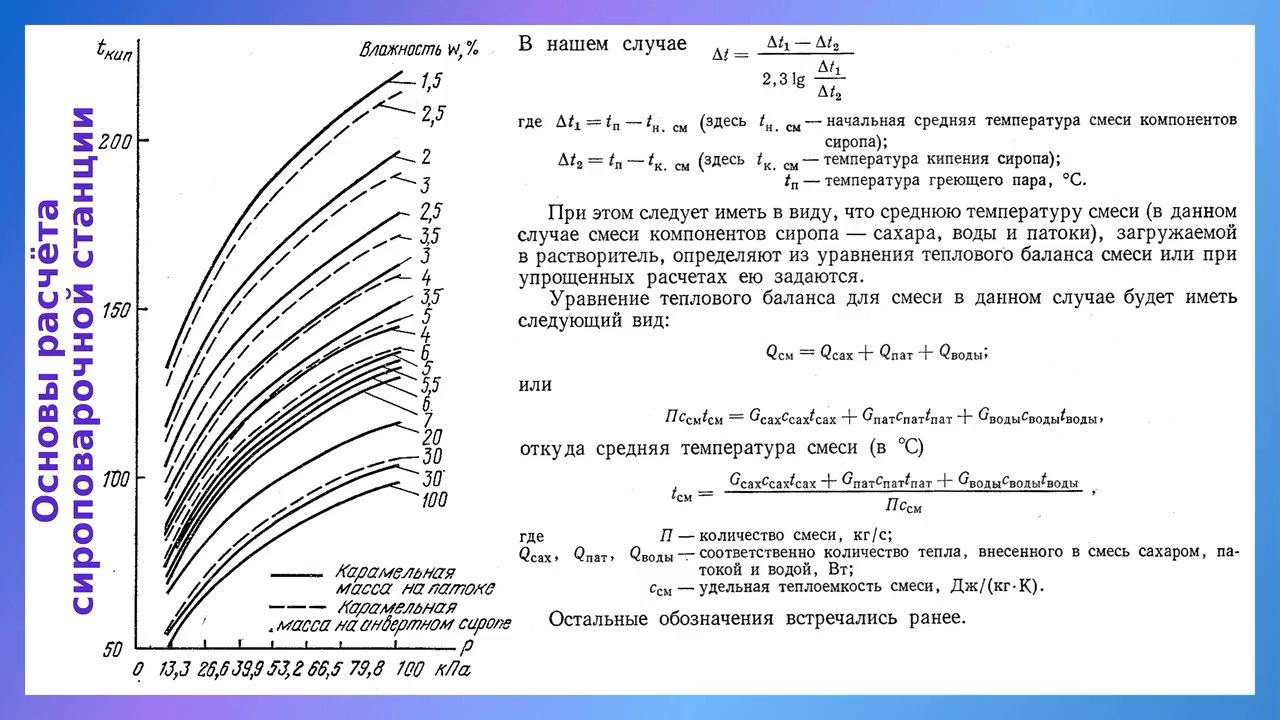 Основы расчёта
сироповарочной станции
tкип
Влажность w, %
1,5
2,5
200
2
3
2,5
3,5
3
4
150
3,5
5
4
6
5
5,5
6
7
20
100
30
30
100
Карамельная
масса на патоке
Карамельная
масса на инвертном сиропе
50
P
0 13,3 26,6 39,9 53,2 66,5 79,8 100 кПа
В нашем случае Δt = (Δt₁ — Δt₂) / (2,3 lg (Δt₁ / Δt₂))
где Δt₁ = tп — tн. см (здесь tн. см — начальная средняя температура смеси компонентов
сиропа);
Δt₂ = tп — tк. см (здесь tк. см — температура кипения сиропа);
tп — температура греющего пара, °С.
При этом следует иметь в виду, что среднюю температуру смеси (в данном
случае смеси компонентов сиропа — сахара, воды и патоки), загружаемой
в растворитель, определяют из уравнения теплового баланса смеси или при
упрощенных расчетах ею задаются.
Уравнение теплового баланса для смеси в данном случае будет иметь
следующий вид:
Qсм = Qсах + Qпат + Qводы;
или
Псcмtсм = Gсахcсахtсах + Gпатcпатtпат + Gводыcводыtводы,
откуда средняя температура смеси (в °С)
tсм = (Gсахcсахtсах + Gпатcпатtпат + Gводыcводыtводы) / Пcсм ,
где П — количество смеси, кг/с;
Qсах, Qпат, Qводы — соответственно количество тепла, внесенного в смесь сахаром, па-
токой и водой, Вт;
cсм — удельная теплоемкость смеси, Дж/(кг·К).
Остальные обозначения встречались ранее.